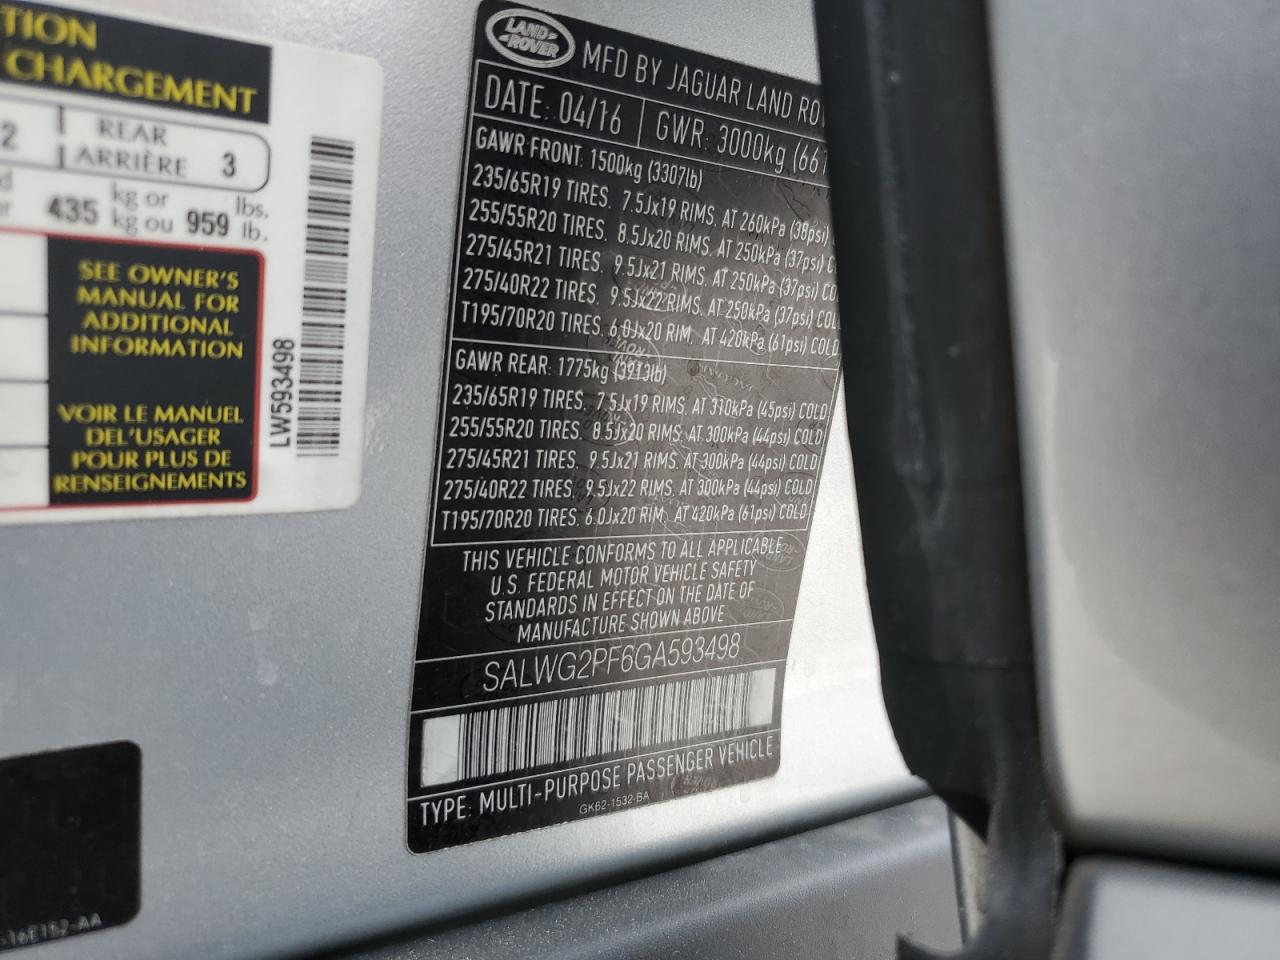 TION
CHARGEMENT
2 REAR
ARRIÈRE 3
kg or lbs.
435 kg ou 959 lb.
SEE OWNER'S
MANUAL FOR
ADDITIONAL
INFORMATION
VOIR LE MANUEL
DEL'USAGER
POUR PLUS DE
RENSEIGNEMENTS
LW593498
LAND
ROVER
MFD BY JAGUAR LAND RO
DATE: 04/16 GWR: 3000kg (661
GAWR FRONT: 1500kg (3307lb)
235/65R19 TIRES. 7.5Jx19 RIMS. AT 260kPa (38psi)
255/55R20 TIRES. 8.5Jx20 RIMS. AT 250kPa (37psi) C
275/45R21 TIRES. 9.5Jx21 RIMS. AT 250kPa (37psi) CO
275/40R22 TIRES. 9.5Jx22 RIMS. AT 250kPa (37psi) COL
T195/70R20 TIRES. 6.0Jx20 RIM. AT 420kPa (61psi) COLD
GAWR REAR: 1775kg (3913lb)
235/65R19 TIRES. 7.5Jx19 RIMS. AT 310kPa (45psi) COLD
255/55R20 TIRES. 8.5Jx20 RIMS. AT 300kPa (44psi) COLD
275/45R21 TIRES. 9.5Jx21 RIMS. AT 300kPa (44psi) COLD
275/40R22 TIRES. 9.5Jx22 RIMS. AT 300kPa (44psi) COLD
T195/70R20 TIRES. 6.0Jx20 RIM. AT 420kPa (61psi) COLD
THIS VEHICLE CONFORMS TO ALL APPLICABLE
U.S. FEDERAL MOTOR VEHICLE SAFETY
STANDARDS IN EFFECT ON THE DATE OF
MANUFACTURE SHOWN ABOVE
SALWG2PF6GA593498
TYPE: MULTI-PURPOSE PASSENGER VEHICLE
GK62-1532-BA
-16E152-AA